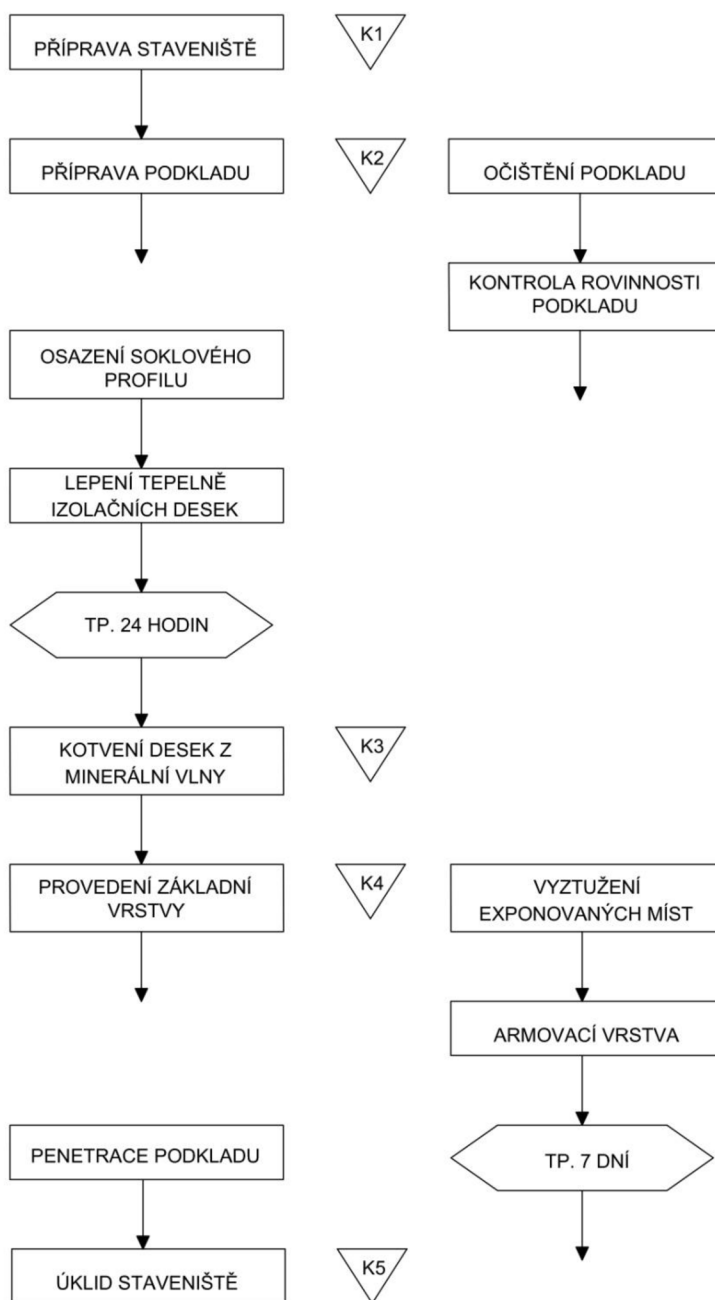 PŘÍPRAVA STAVENIŠTĚ
K1
PŘÍPRAVA PODKLADU
K2
OČIŠTĚNÍ PODKLADU
KONTROLA ROVINNOSTI
PODKLADU
OSAZENÍ SOKLOVÉHO
PROFILU
LEPENÍ TEPELNĚ
IZOLAČNÍCH DESEK
TP. 24 HODIN
KOTVENÍ DESEK Z
MINERÁLNÍ VLNY
K3
PROVEDENÍ ZÁKLADNÍ
VRSTVY
K4
VYZTUŽENÍ
EXPONOVANÝCH MÍST
ARMOVACÍ VRSTVA
TP. 7 DNÍ
PENETRACE PODKLADU
ÚKLID STAVENIŠTĚ
K5